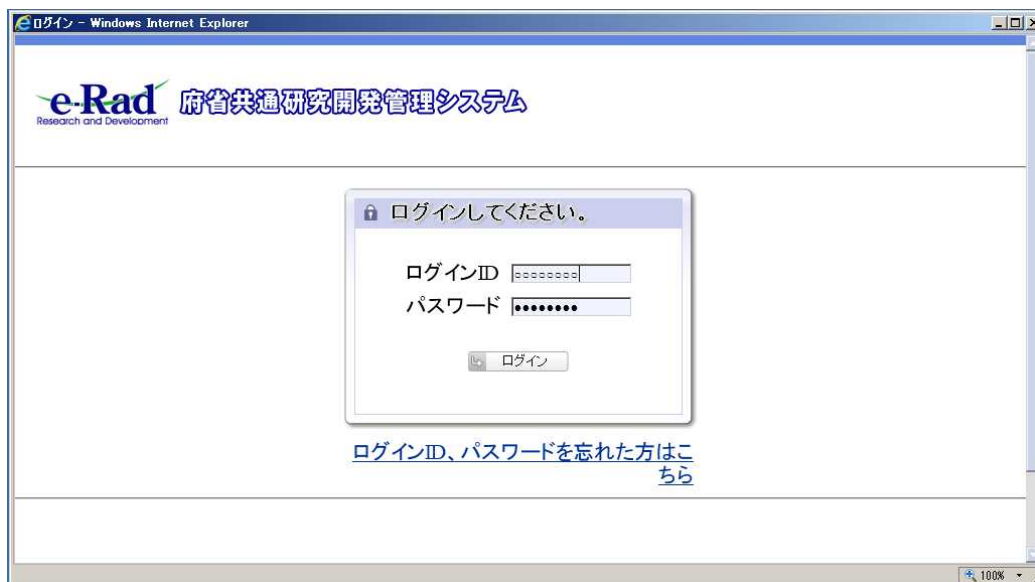 ログイン - Windows Internet Explorer
e-Rad 府省共通研究開発管理システム
Research and Development
ログインしてください。
ログインID
パスワード ••••••••
ログイン
ログインID、パスワードを忘れた方はこ
ちら
100%